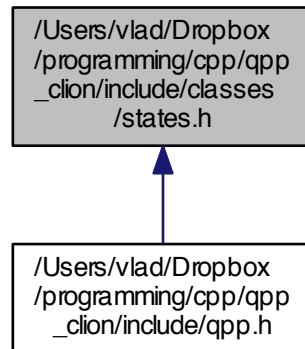 /Users/vlad/Dropbox
/programming/cpp/qpp
_clion/include/classes
/states.h
/Users/vlad/Dropbox
/programming/cpp/qpp
_clion/include/qpp.h